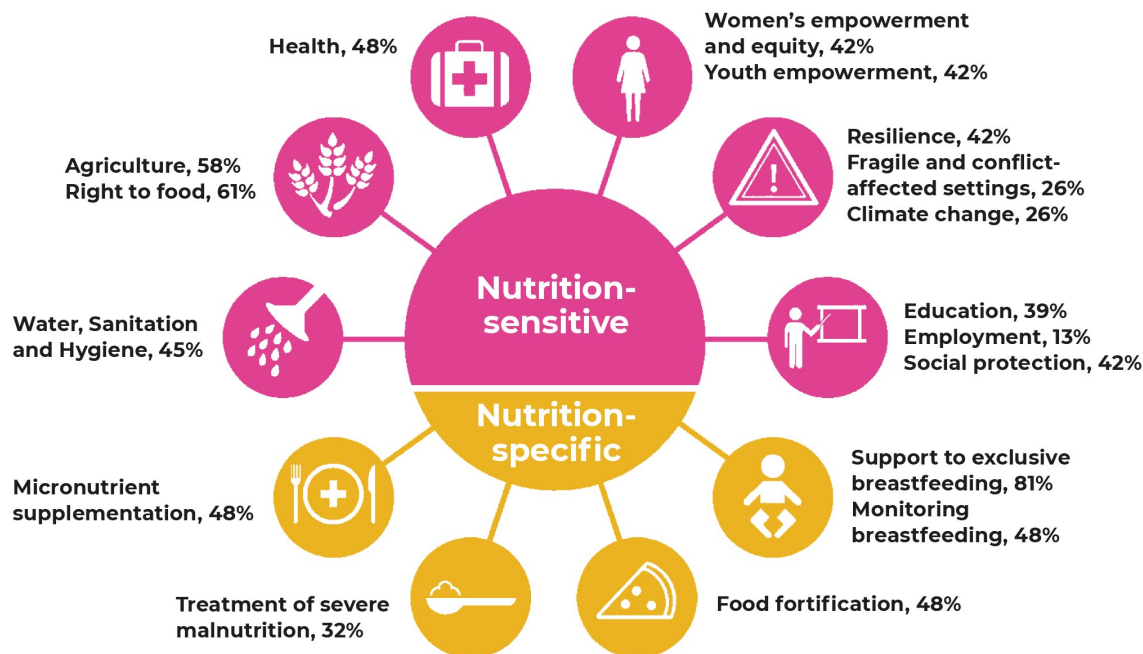 Health, 48%
Women's empowerment
and equity, 42%
Youth empowerment, 42%
Agriculture, 58%
Right to food, 61%
Resilience, 42%
Fragile and conflict-
affected settings, 26%
Climate change, 26%
Nutrition-
sensitive
Water, Sanitation
and Hygiene, 45%
Education, 39%
Employment, 13%
Social protection, 42%
Nutrition-
specific
Micronutrient
supplementation, 48%
Support to exclusive
breastfeeding, 81%
Monitoring
breastfeeding, 48%
Treatment of severe
malnutrition, 32%
Food fortification, 48%